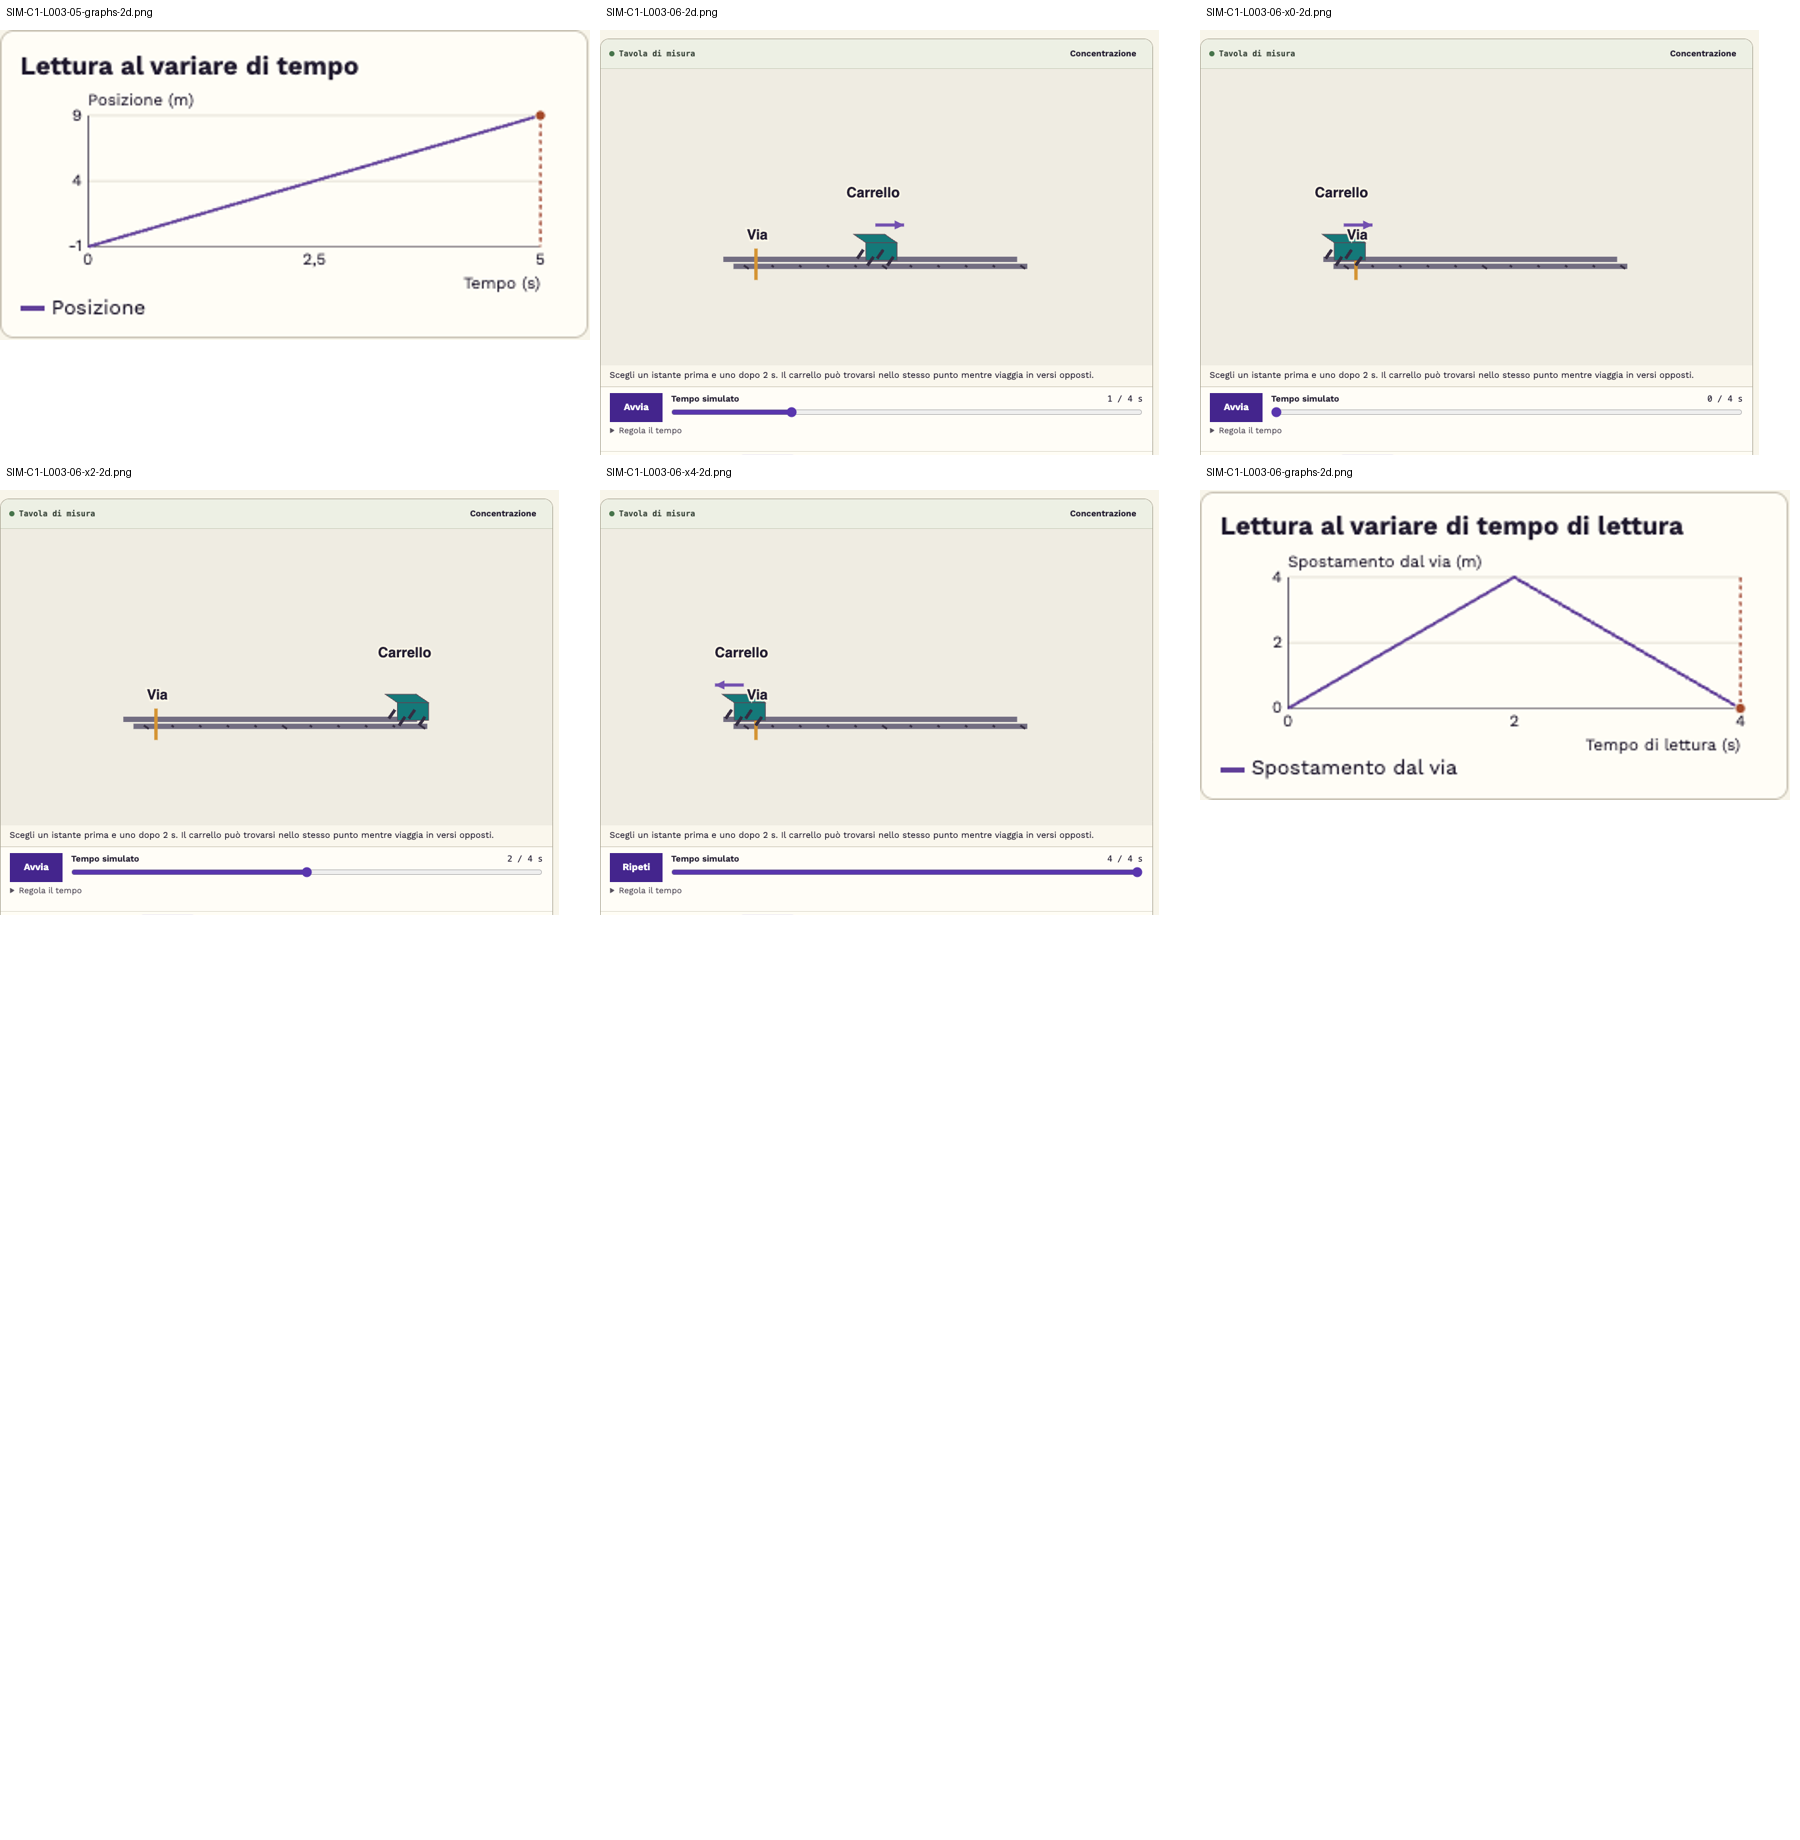 SIM-C1-L003-05-graphs-2d.png
Lettura al variare di tempo
Posizione (m)
9
4
-1
0 2,5 5
Tempo (s)
Posizione
SIM-C1-L003-06-2d.png
Tavola di misura Concentrazione
Carrello
Via
Scegli un istante prima e uno dopo 2 s. Il carrello può trovarsi nello stesso punto mentre viaggia in versi opposti.
Avvia Tempo simulato 1 / 4 s
Regola il tempo
SIM-C1-L003-06-x0-2d.png
Tavola di misura Concentrazione
Carrello
Via
Scegli un istante prima e uno dopo 2 s. Il carrello può trovarsi nello stesso punto mentre viaggia in versi opposti.
Avvia Tempo simulato 0 / 4 s
Regola il tempo
SIM-C1-L003-06-x2-2d.png
Tavola di misura Concentrazione
Carrello
Via
Scegli un istante prima e uno dopo 2 s. Il carrello può trovarsi nello stesso punto mentre viaggia in versi opposti.
Avvia Tempo simulato 2 / 4 s
Regola il tempo
SIM-C1-L003-06-x4-2d.png
Tavola di misura Concentrazione
Carrello
Via
Scegli un istante prima e uno dopo 2 s. Il carrello può trovarsi nello stesso punto mentre viaggia in versi opposti.
Ripeti Tempo simulato 4 / 4 s
Regola il tempo
SIM-C1-L003-06-graphs-2d.png
Lettura al variare di tempo di lettura
Spostamento dal via (m)
4
2
0
0 2 4
Tempo di lettura (s)
Spostamento dal via